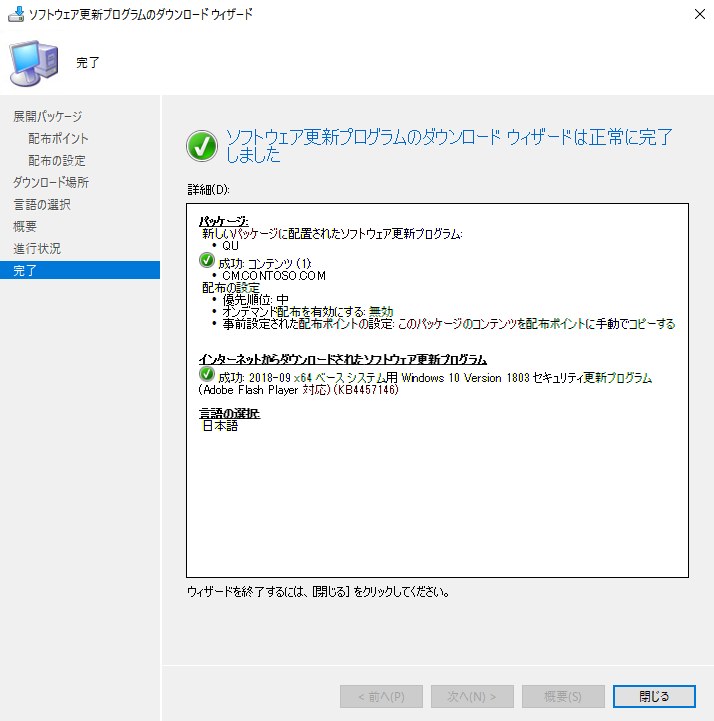 ソフトウェア更新プログラムのダウンロード ウィザード
完了
展開パッケージ
配布ポイント
配布の設定
ダウンロード場所
言語の選択
概要
進行状況
完了
ソフトウェア更新プログラムのダウンロード ウィザードは正常に完了
しました
詳細(D):
パッケージ:
新しいパッケージに配置されたソフトウェア更新プログラム:
• QU
成功: コンテンツ (1):
• CM.CONTOSO.COM
配布の設定
• 優先順位: 中
• オンデマンド配布を有効にする: 無効
• 事前設定された配布ポイントの設定: このパッケージのコンテンツを配布ポイントに手動でコピーする
インターネットからダウンロードされたソフトウェア更新プログラム
成功: 2018-09 x64 ベース システム用 Windows 10 Version 1803 セキュリティ更新プログラム
(Adobe Flash Player 対応) (KB4457146)
言語の選択:
日本語
ウィザードを終了するには、[閉じる] をクリックしてください。
< 前へ(P)
次へ(N) >
概要(S)
閉じる